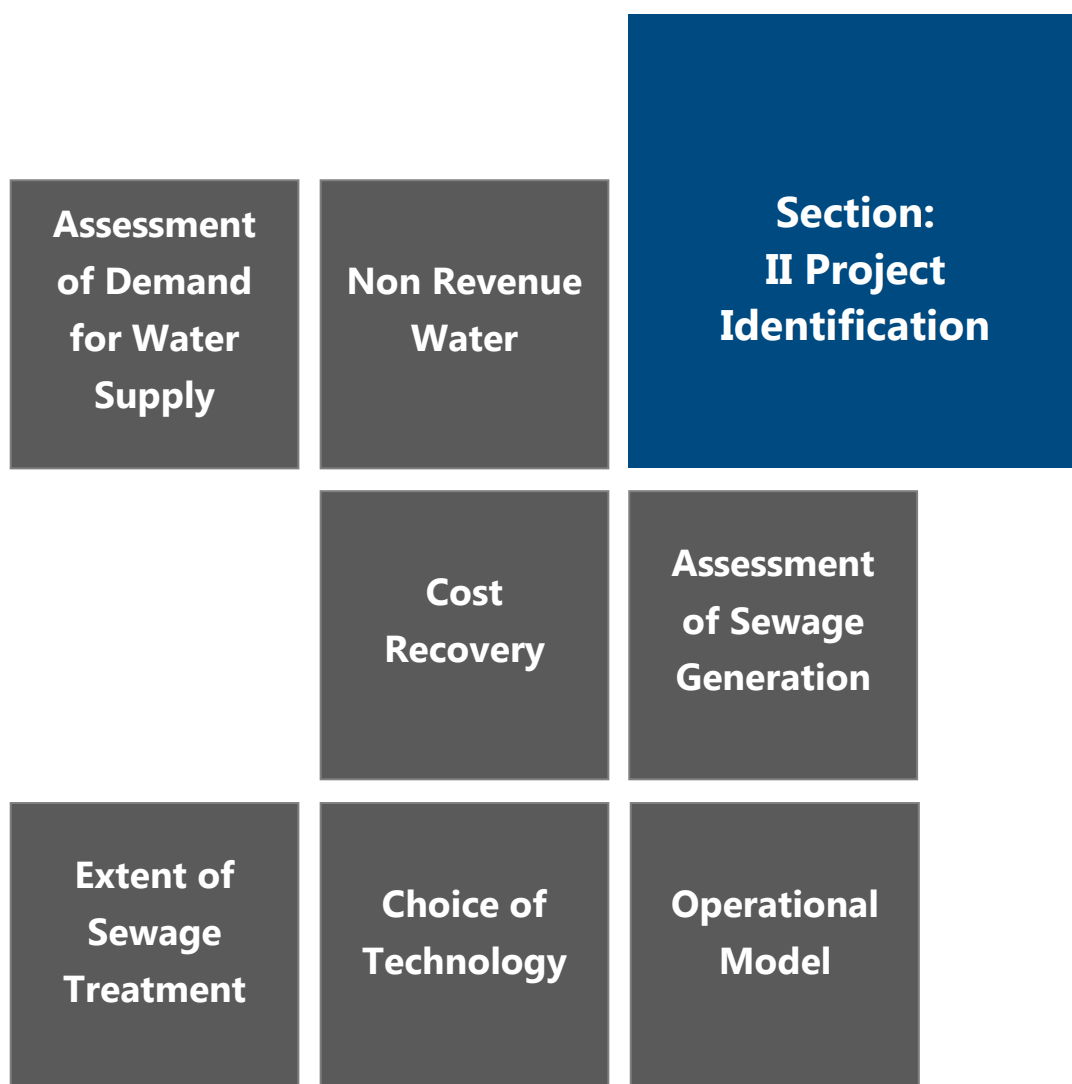 Assessment
of Demand
for Water
Supply
Non Revenue
Water
Section:
II Project
Identification
Cost
Recovery
Assessment
of Sewage
Generation
Extent of
Sewage
Treatment
Choice of
Technology
Operational
Model